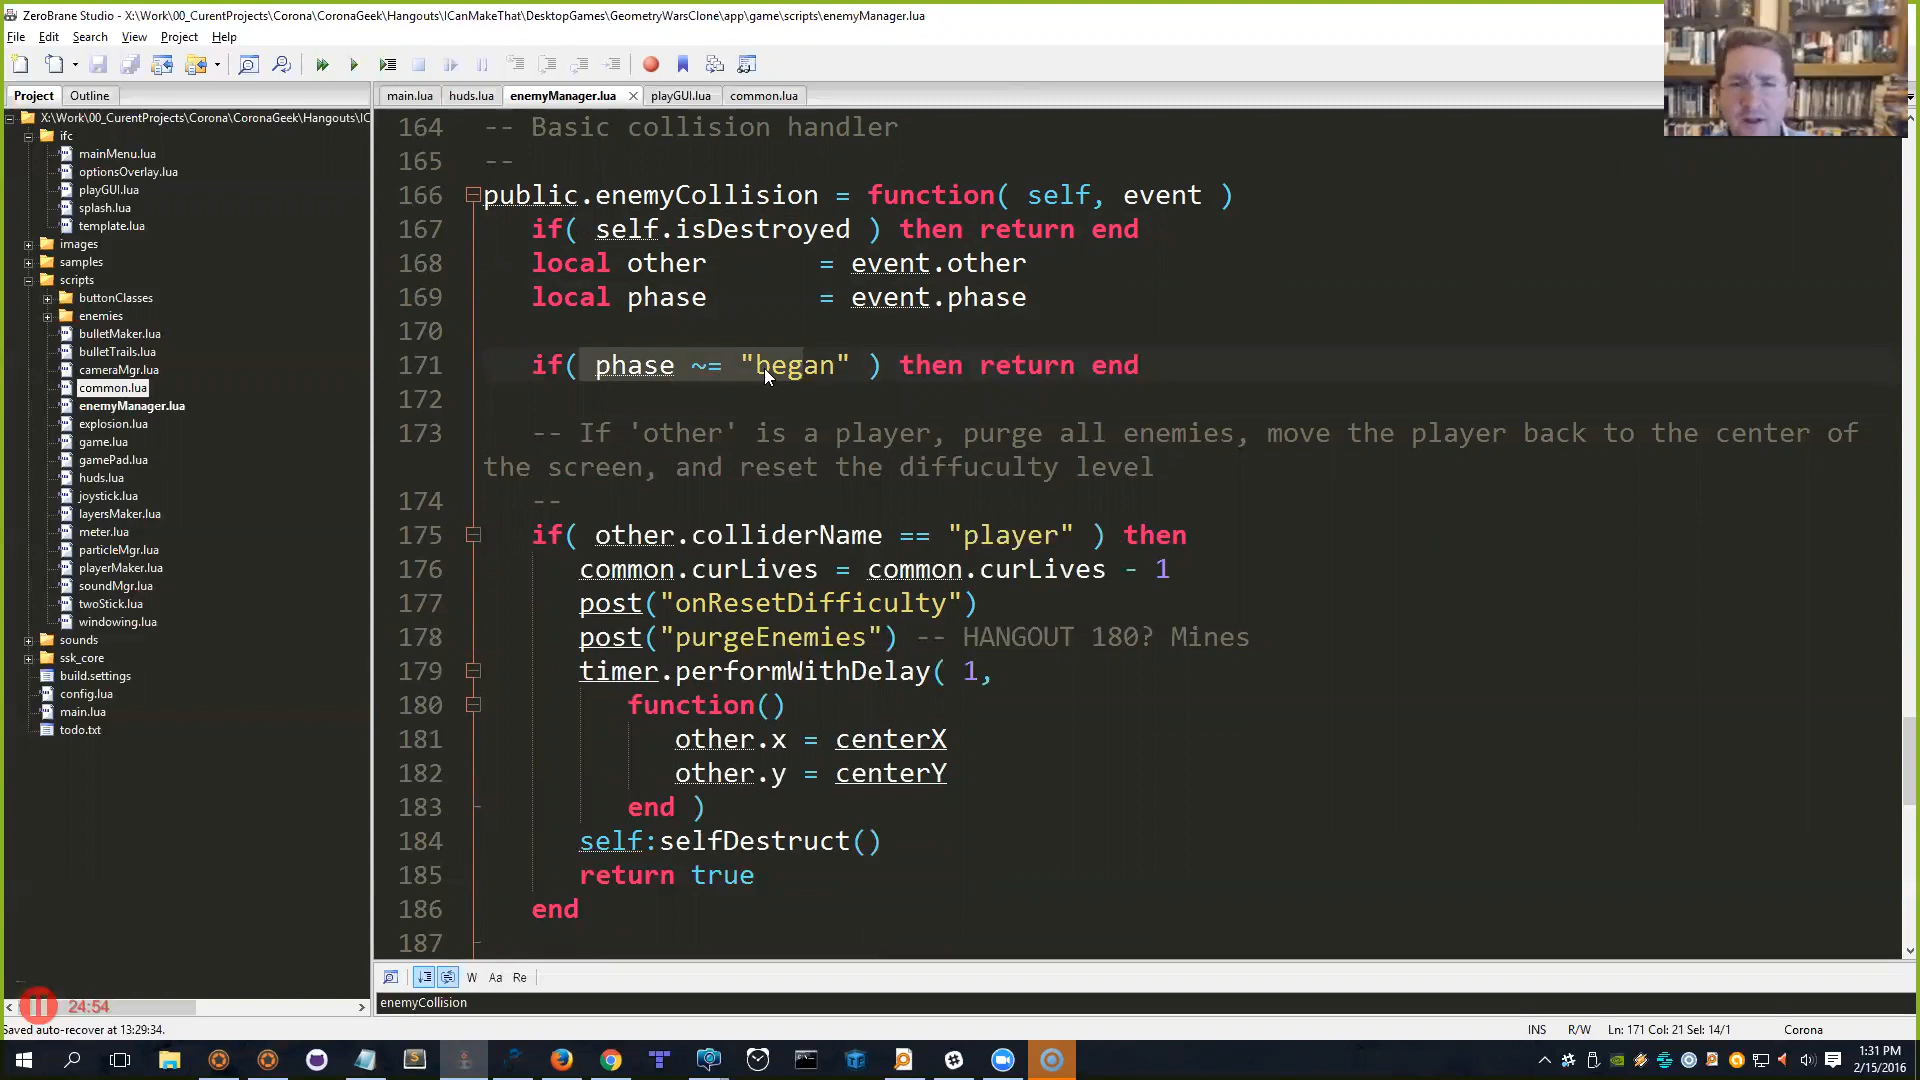 ZeroBrane Studio - X:\Work\00_CurentProjects\Corona\CoronaGeek\Hangouts\ICanMakeThat\DesktopGames\GeometryWarsClone\app\game\scripts\enemyManager.lua
File Edit Search View Project Help
Project Outline
main.lua huds.lua enemyManager.lua playGUI.lua common.lua
X:\Work\00_CurentProjects\Corona\CoronaGeek\Hangouts\IC
ifc
mainMenu.lua
optionsOverlay.lua
playGUI.lua
splash.lua
template.lua
images
samples
scripts
buttonClasses
enemies
bulletMaker.lua
bulletTrails.lua
cameraMgr.lua
common.lua
enemyManager.lua
explosion.lua
game.lua
gamePad.lua
huds.lua
joystick.lua
layersMaker.lua
meter.lua
particleMgr.lua
playerMaker.lua
soundMgr.lua
twoStick.lua
windowing.lua
sounds
ssk_core
build.settings
config.lua
main.lua
todo.txt
164 -- Basic collision handler
165 --
166 public.enemyCollision = function( self, event )
167 if( self.isDestroyed ) then return end
168 local other = event.other
169 local phase = event.phase
170
171 if( phase ~= "began" ) then return end
172
173 -- If 'other' is a player, purge all enemies, move the player back to the center of
the screen, and reset the diffuculty level
174 --
175 if( other.colliderName == "player" ) then
176 common.curLives = common.curLives - 1
177 post("onResetDifficulty")
178 post("purgeEnemies") -- HANGOUT 180? Mines
179 timer.performWithDelay( 1,
180 function()
181 other.x = centerX
182 other.y = centerY
183 end )
184 self:selfDestruct()
185 return true
186 end
187
W Aa Re
enemyCollision
24:54
Saved auto-recover at 13:29:34.
INS R/W Ln: 171 Col: 21 Sel: 14/1 Corona
1:31 PM
2/15/2016